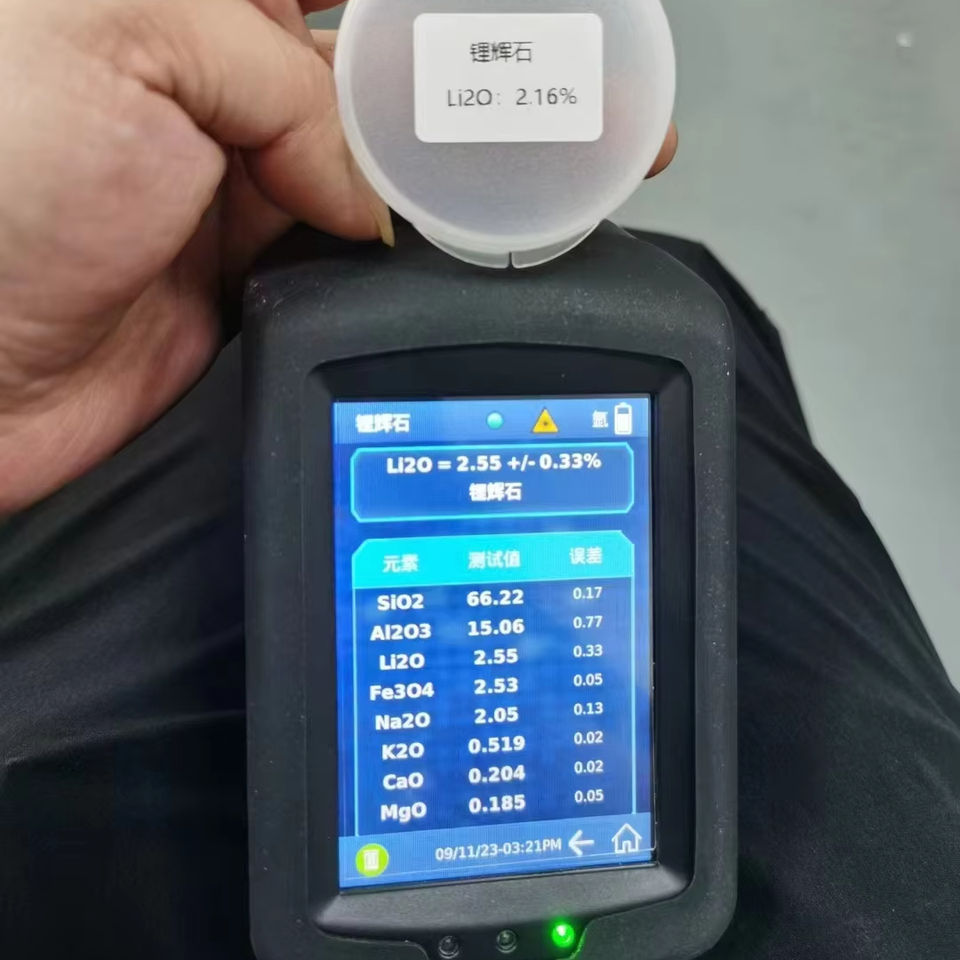 锂辉石
Li2O：2.16%
锂辉石 氩
Li2O = 2.55 +/- 0.33%
锂辉石
元素 测试值 误差
SiO2 66.22 0.17
Al2O3 15.06 0.77
Li2O 2.55 0.33
Fe3O4 2.53 0.05
Na2O 2.05 0.13
K2O 0.519 0.02
CaO 0.204 0.02
MgO 0.185 0.05
09/11/23-03:21PM